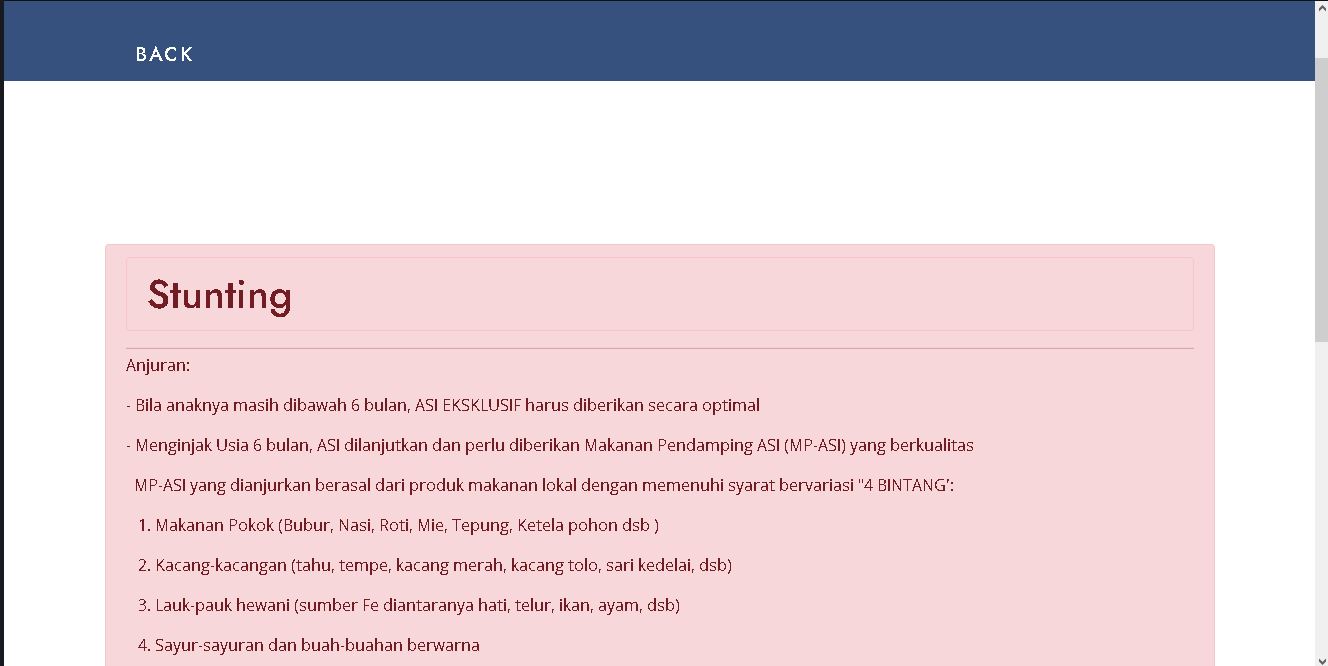 BACK
Stunting
Anjuran:
- Bila anaknya masih dibawah 6 bulan, ASI EKSKLUSIF harus diberikan secara optimal
- Menginjak Usia 6 bulan, ASI dilanjutkan dan perlu diberikan Makanan Pendamping ASI (MP-ASI) yang berkualitas
MP-ASI yang dianjurkan berasal dari produk makanan lokal dengan memenuhi syarat bervariasi "4 BINTANG':
1. Makanan Pokok (Bubur, Nasi, Roti, Mie, Tepung, Ketela pohon dsb )
2. Kacang-kacangan (tahu, tempe, kacang merah, kacang tolo, sari kedelai, dsb)
3. Lauk-pauk hewani (sumber Fe diantaranya hati, telur, ikan, ayam, dsb)
4. Sayur-sayuran dan buah-buahan berwarna